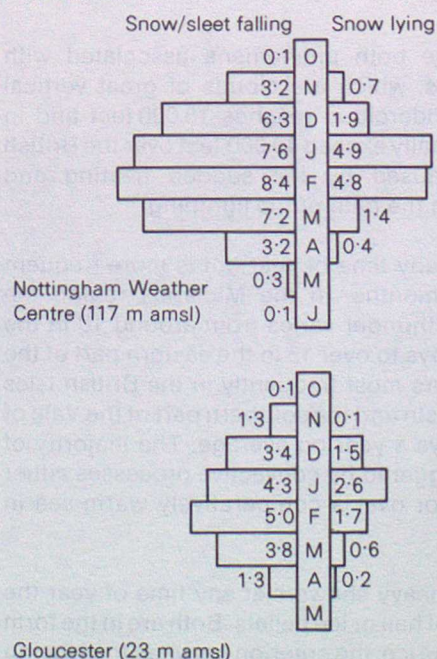 Snow/sleet falling Snow lying
0·1 O
3·2 N 0·7
6·3 D 1·9
7·6 J 4·9
8·4 F 4·8
7·2 M 1·4
3·2 A 0·4
0·3 M
0·1 J
Nottingham Weather
Centre (117 m amsl)
0·1 O
1·3 N 0·1
3·4 D 1·5
4·3 J 2·6
5·0 F 1·7
3·8 M 0·6
1·3 A 0·2
M
Gloucester (23 m amsl)